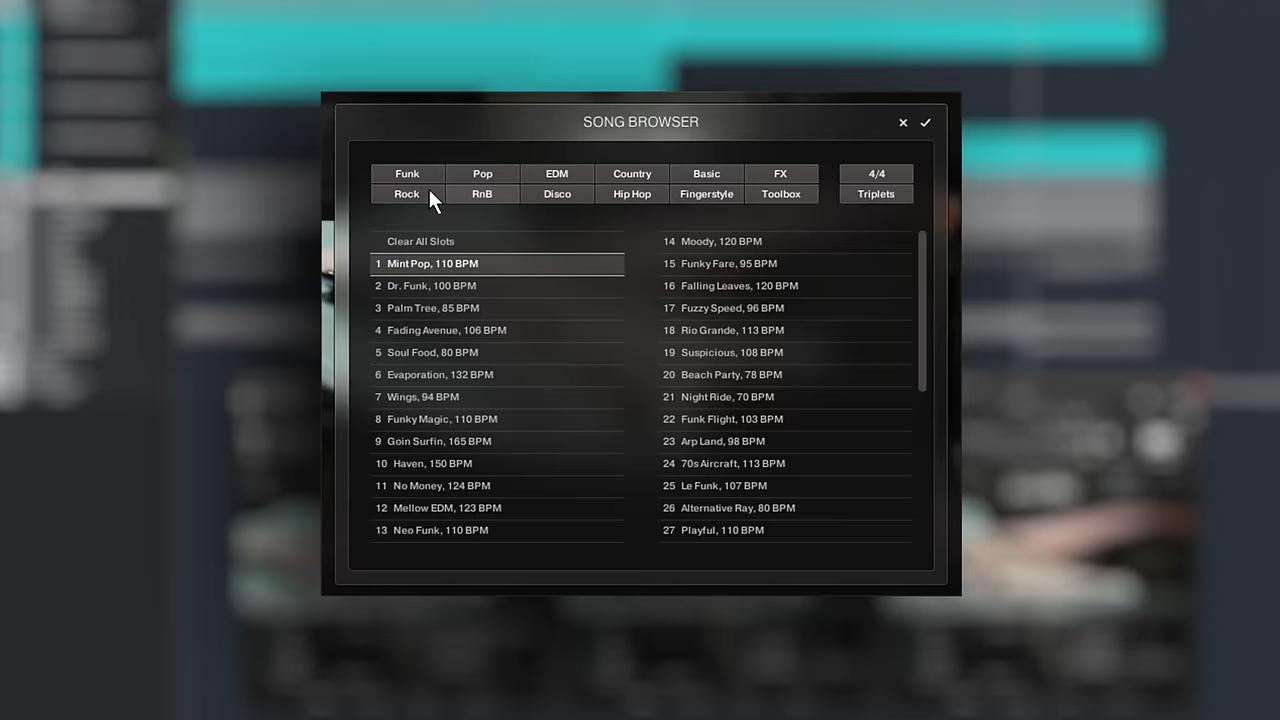 SONG BROWSER
Funk Pop EDM Country Basic FX 4/4
Rock RnB Disco Hip Hop Fingerstyle Toolbox Triplets
Clear All Slots
1 Mint Pop, 110 BPM
2 Dr. Funk, 100 BPM
3 Palm Tree, 85 BPM
4 Fading Avenue, 106 BPM
5 Soul Food, 80 BPM
6 Evaporation, 132 BPM
7 Wings, 94 BPM
8 Funky Magic, 110 BPM
9 Goin Surfin, 165 BPM
10 Haven, 150 BPM
11 No Money, 124 BPM
12 Mellow EDM, 123 BPM
13 Neo Funk, 110 BPM
14 Moody, 120 BPM
15 Funky Fare, 95 BPM
16 Falling Leaves, 120 BPM
17 Fuzzy Speed, 96 BPM
18 Rio Grande, 113 BPM
19 Suspicious, 108 BPM
20 Beach Party, 78 BPM
21 Night Ride, 70 BPM
22 Funk Flight, 103 BPM
23 Arp Land, 98 BPM
24 70s Aircraft, 113 BPM
25 Le Funk, 107 BPM
26 Alternative Ray, 80 BPM
27 Playful, 110 BPM